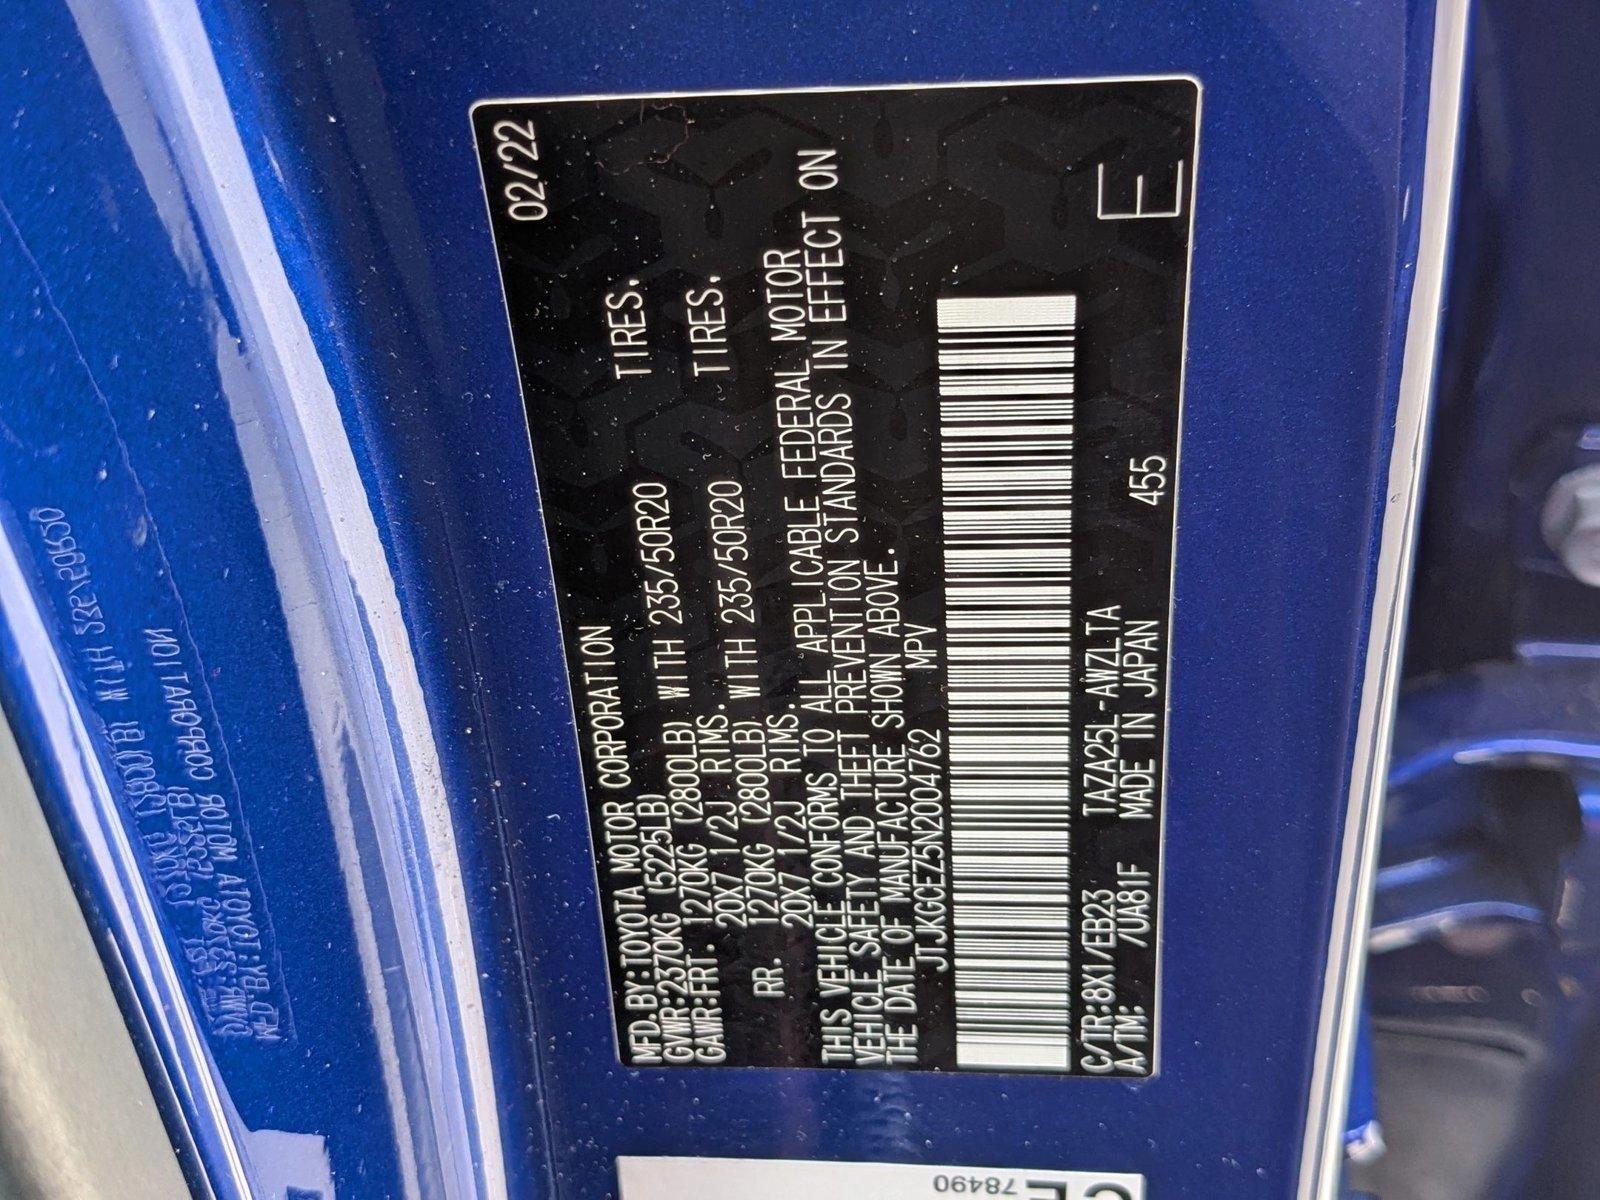 MFD.BY:TOYOTA MOTOR CORPORATION 02/22
GVWR:2370KG (5225LB)
GAWR:FRT. 1270KG (2800LB) WITH 235/50R20 TIRES.
20X7 1/2J RIMS.
RR. 1270KG (2800LB) WITH 235/50R20 TIRES.
20X7 1/2J RIMS.
THIS VEHICLE CONFORMS TO ALL APPLICABLE FEDERAL MOTOR
VEHICLE SAFETY AND THEFT PREVENTION STANDARDS IN EFFECT ON
THE DATE OF MANUFACTURE SHOWN ABOVE.
JTJKGCEZ5N2004762 MPV
C/TR:8X1/EB23 TAZA25L-AWZLTA E
A/TM: /UA81F MADE IN JAPAN 455
78490